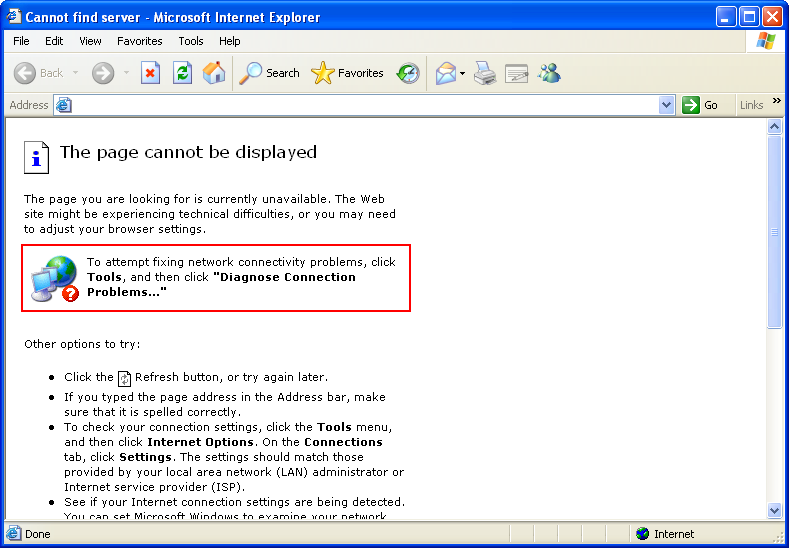 Cannot find server - Microsoft Internet Explorer
File Edit View Favorites Tools Help
Back Search Favorites
Address Go Links »
The page cannot be displayed
The page you are looking for is currently unavailable. The Web
site might be experiencing technical difficulties, or you may need
to adjust your browser settings.
To attempt fixing network connectivity problems, click
Tools, and then click "Diagnose Connection
Problems..."
Other options to try:
• Click the Refresh button, or try again later.
• If you typed the page address in the Address bar, make
sure that it is spelled correctly.
• To check your connection settings, click the Tools menu,
and then click Internet Options. On the Connections
tab, click Settings. The settings should match those
provided by your local area network (LAN) administrator or
Internet service provider (ISP).
• See if your Internet connection settings are being detected.
You can set Microsoft Windows to examine your network
Done Internet